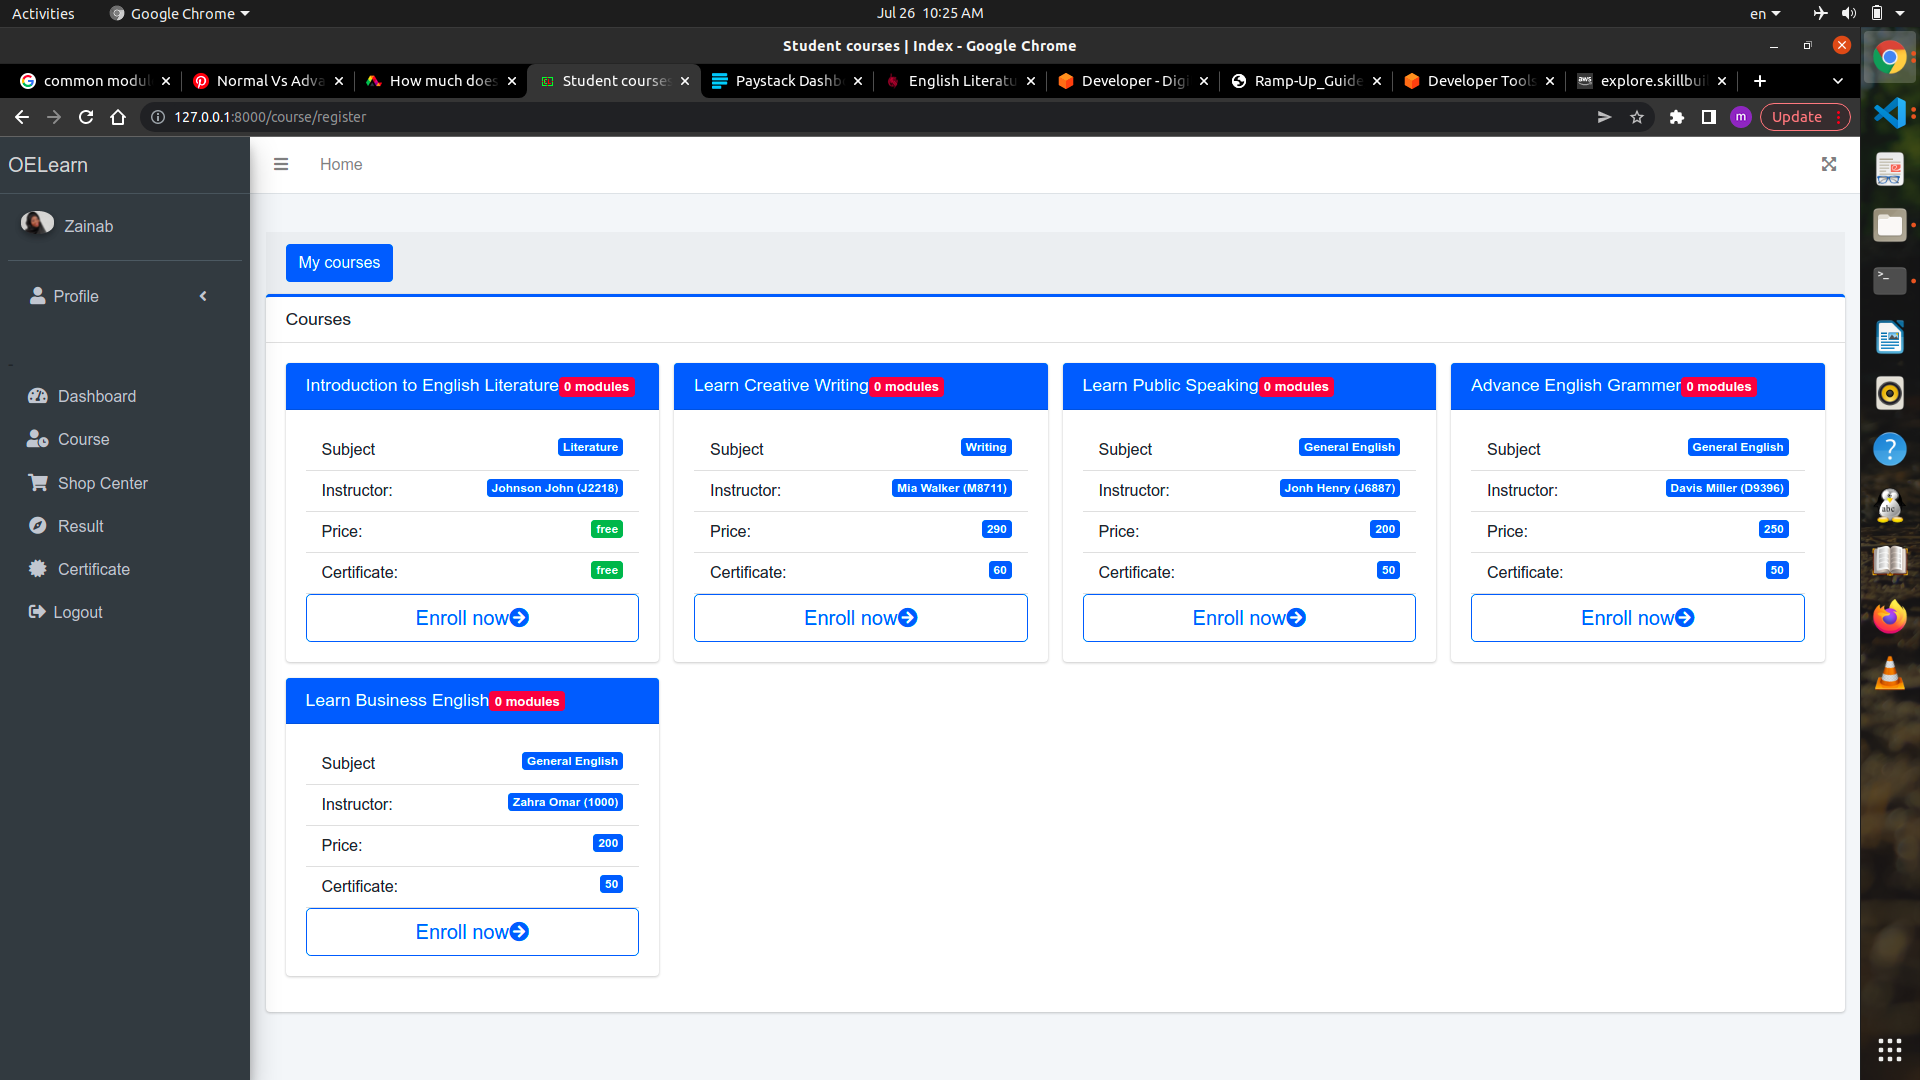 Activities
Google Chrome
Jul 26 10:25 AM
en
Student courses | Index - Google Chrome
common modul
Normal Vs Adva
How much does
Student courses
Paystack Dashb
English Literatu
Developer - Digi
Ramp-Up_Guide
Developer Tools
explore.skillbui
127.0.0.1:8000/course/register
m
Update
OELearn
Home
Zainab
Profile
Dashboard
Course
Shop Center
Result
Certificate
Logout
My courses
Courses
Introduction to English Literature 0 modules
Subject Literature
Instructor: Johnson John (J2218)
Price: free
Certificate: free
Enroll now
Learn Creative Writing 0 modules
Subject Writing
Instructor: Mia Walker (M8711)
Price: 290
Certificate: 60
Enroll now
Learn Public Speaking 0 modules
Subject General English
Instructor: Jonh Henry (J6887)
Price: 200
Certificate: 50
Enroll now
Advance English Grammer 0 modules
Subject General English
Instructor: Davis Miller (D9396)
Price: 250
Certificate: 50
Enroll now
Learn Business English 0 modules
Subject General English
Instructor: Zahra Omar (1000)
Price: 200
Certificate: 50
Enroll now